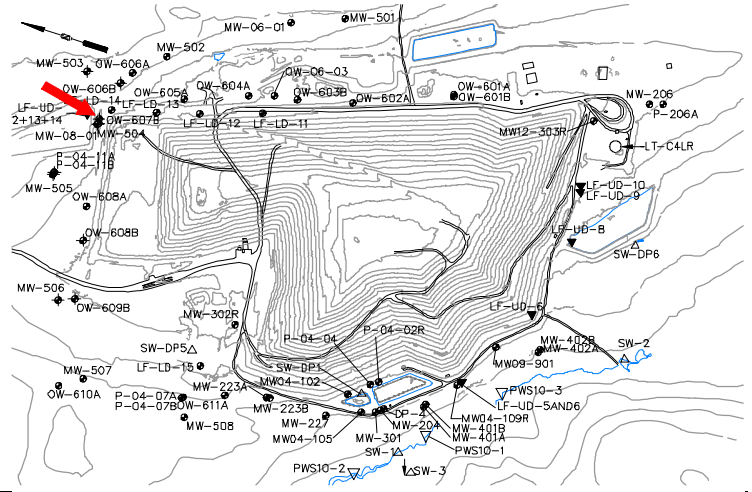 MW-06-01
MW-501
MW-502
MW-503
OW-606A
OW-606B
OW-605A
OW-604A
OW-06-03
OW-603B
OW-602A
OW-601A
OW-601B
MW-206
P-206A
LD-14
LF-LD-13
LF-UD-
2+13+14
OW-607B
MW-08-01
MW-504
LF-LD-12
LF-LD-11
MW12-303R
LT-C4LR
P-04-11A
P-04-11B
MW-505
OW-608A
OW-608B
LF-UD-10
LF-UD-9
LF-UD-8
SW-DP6
MW-506
OW-609B
MW-302R
LF-UD-6
P-04-04
P-04-02R
SW-DP5
SW-DP1
LF-LD-15
MW04-102
MW-507
OW-610A
MW-223A
P-04-07A
P-04-07B
OW-611A
MW-223B
MW-508
MW-227
MW04-105
MW-301
DP-4
MW-204
MW-401B
MW-401A
MW04-109R
LF-UD-5AND6
PWS10-3
MW09-901
MW-402B
MW-402A
SW-2
PWS10-1
SW-1
SW-3
PWS10-2